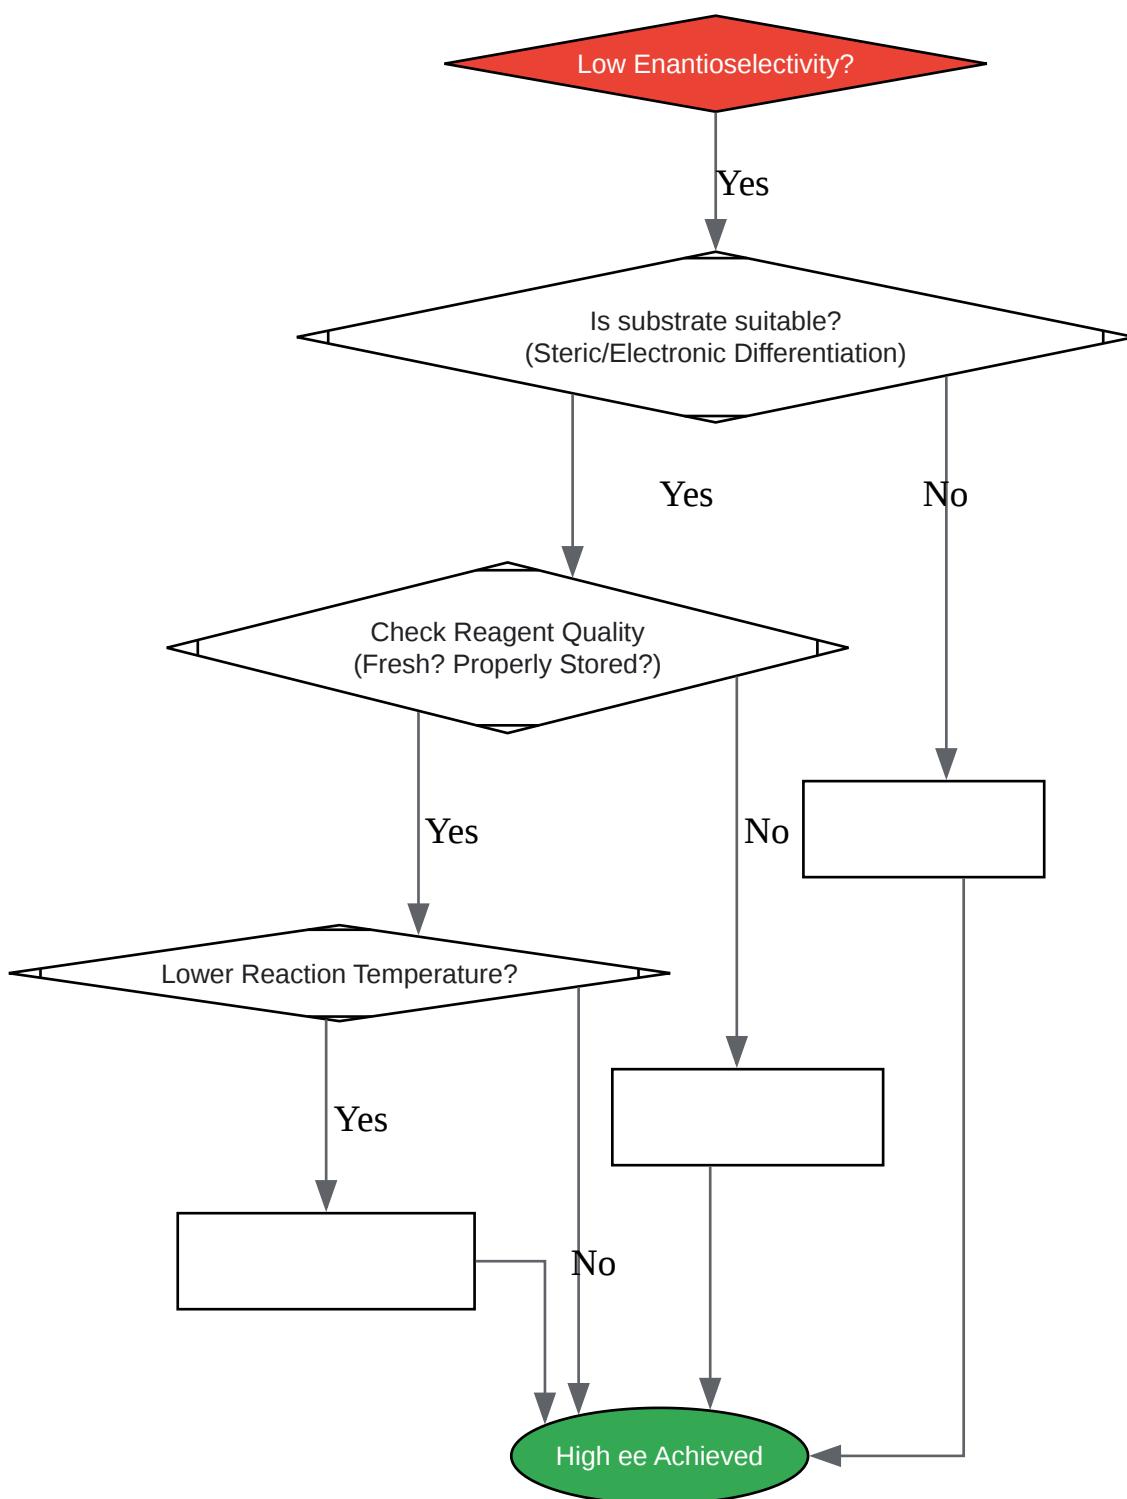 Low Enantioselectivity?
Yes
Is substrate suitable?
(Steric/Electronic Differentiation)
Yes
No
Check Reagent Quality
(Fresh? Properly Stored?)
Yes
No
Lower Reaction Temperature?
Yes
No
High ee Achieved